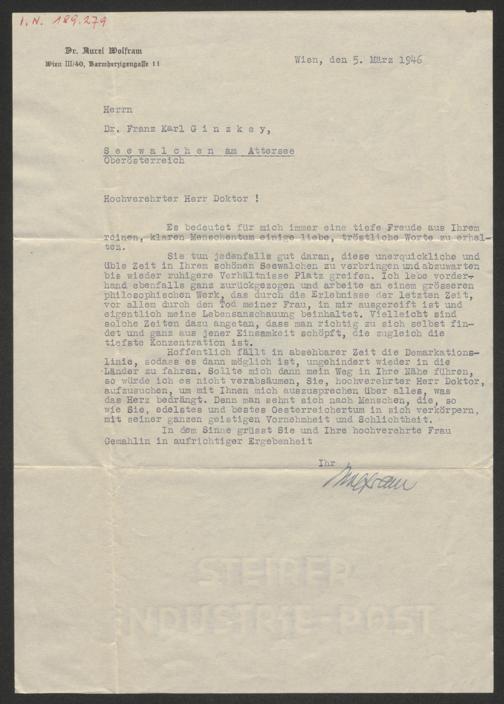 I.N. 189.279
Dr. Aurel Wolfram
Wien III/40, Barmherzigengasse 11
Wien, den 5. März 1946
Herrn
Dr. Franz Karl G i n z k e y,
S e e w a l c h e n am Attersee
Oberösterreich
Hochverehrter Herr Doktor !
Es bedeutet für mich immer eine tiefe Freude aus Ihrem
reinen, klaren Menschentum einige liebe, tröstliche Worte zu erhal-
ten.
Sie tun jedenfalls gut daran, diese unerquickliche und
üble Zeit in Ihrem schönen Seewalchen zu verbringen und abzuwarten
bis wieder ruhigere Verhältnisse Platz greifen. Ich lebe vorder-
hand ebenfalls ganz zurückgezogen und arbeite an einem grösseren
philosophischen Werk, das durch die Erlebnisse der letzten Zeit,
vor allem durch den Tod meiner Frau, in mir ausgereift ist und
eigentlich meine Lebensanschauung beinhaltet. Vielleicht sind
solche Zeiten dazu angetan, dass man richtig zu sich selbst fin-
det und ganz aus jener Einsamkeit schöpft, die zugleich die
tiefste Konzentration ist.
Hoffentlich fällt in absehbarer Zeit die Demarkations-
linie, sodass es dann möglich ist, ungehindert wieder in die
Länder zu fahren. Sollte mich dann mein Weg in Ihre Nähe führen,
so würde ich es nicht verabsäumen, Sie, hochverehrter Herr Doktor,
aufzusuchen, um mit Ihnen mich auszusprechen über alles, was
das Herz bedrängt. Denn man sehnt sich nach Menschen, die, so
wie Sie, edelstes und bestes Oesterreichertum in sich verkörpern,
mit seiner ganzen geistigen Vornehmheit und Schlichtheit.
In dem Sinne grüsst Sie und Ihre hochverehrte Frau
Gemahlin in aufrichtiger Ergebenheit
Ihr
Wolfram
STEIRER
INDUSTRIE-POST